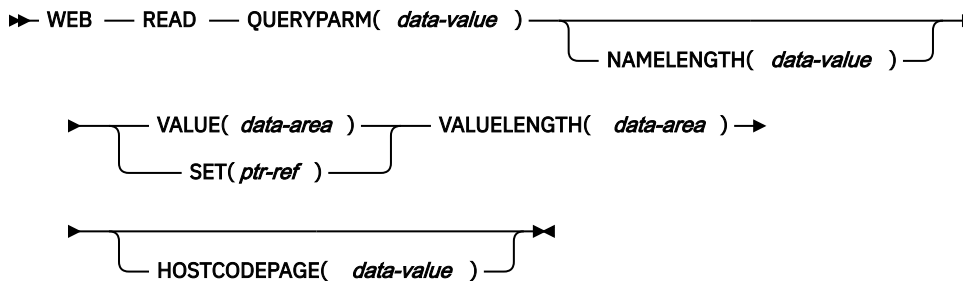 WEB READ QUERYPARM( data-value )
NAMELENGTH( data-value )
VALUE( data-area ) VALUELENGTH( data-area )
SET( ptr-ref )
HOSTCODEPAGE( data-value )